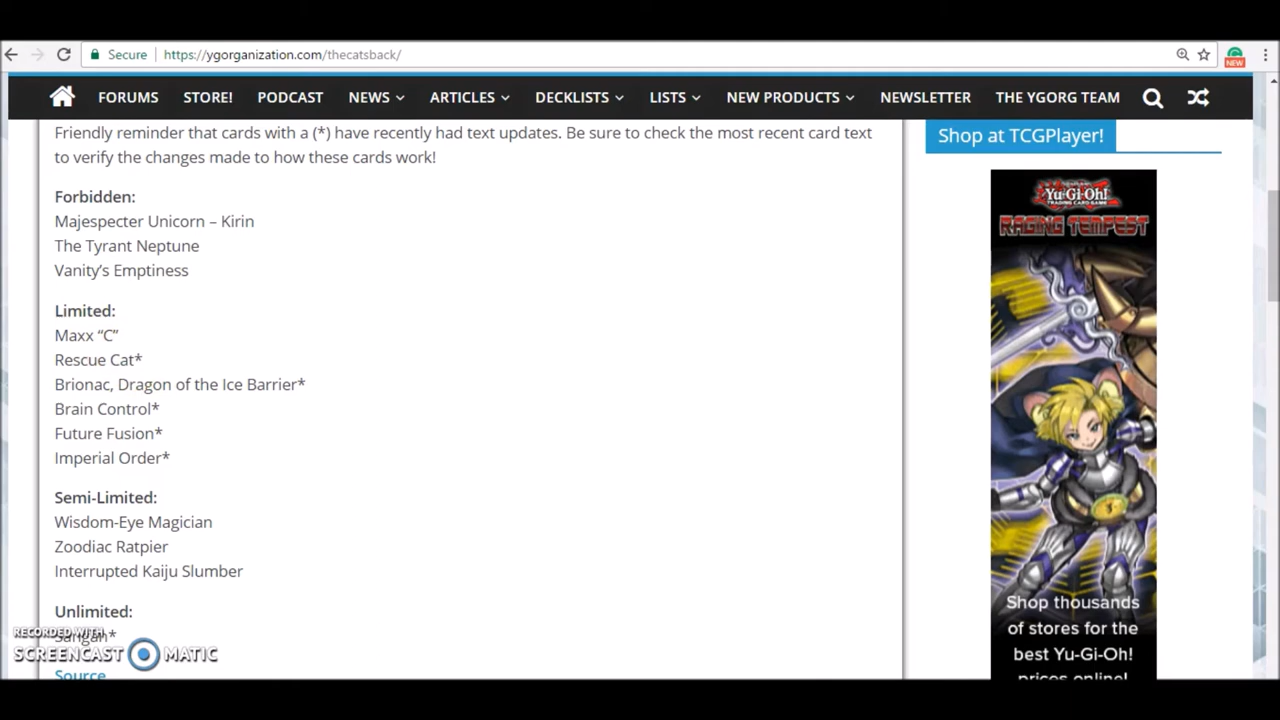 Secure
https://ygorganization.com/thecatsback/
NEW
FORUMS STORE! PODCAST NEWS ARTICLES DECKLISTS LISTS NEW PRODUCTS NEWSLETTER THE YGORG TEAM
Friendly reminder that cards with a (*) have recently had text updates. Be sure to check the most recent card text
to verify the changes made to how these cards work!
Forbidden:
Majespecter Unicorn – Kirin
The Tyrant Neptune
Vanity’s Emptiness
Limited:
Maxx “C”
Rescue Cat*
Brionac, Dragon of the Ice Barrier*
Brain Control*
Future Fusion*
Imperial Order*
Semi-Limited:
Wisdom-Eye Magician
Zoodiac Ratpier
Interrupted Kaiju Slumber
Unlimited:
Sangan*
Source
Shop at TCGPlayer!
Yu-Gi-Oh!
TRADING CARD GAME
RAGING TEMPEST
Shop thousands
of stores for the
best Yu-Gi-Oh!
prices online!
RECORDED WITH
SCREENCAST MATIC